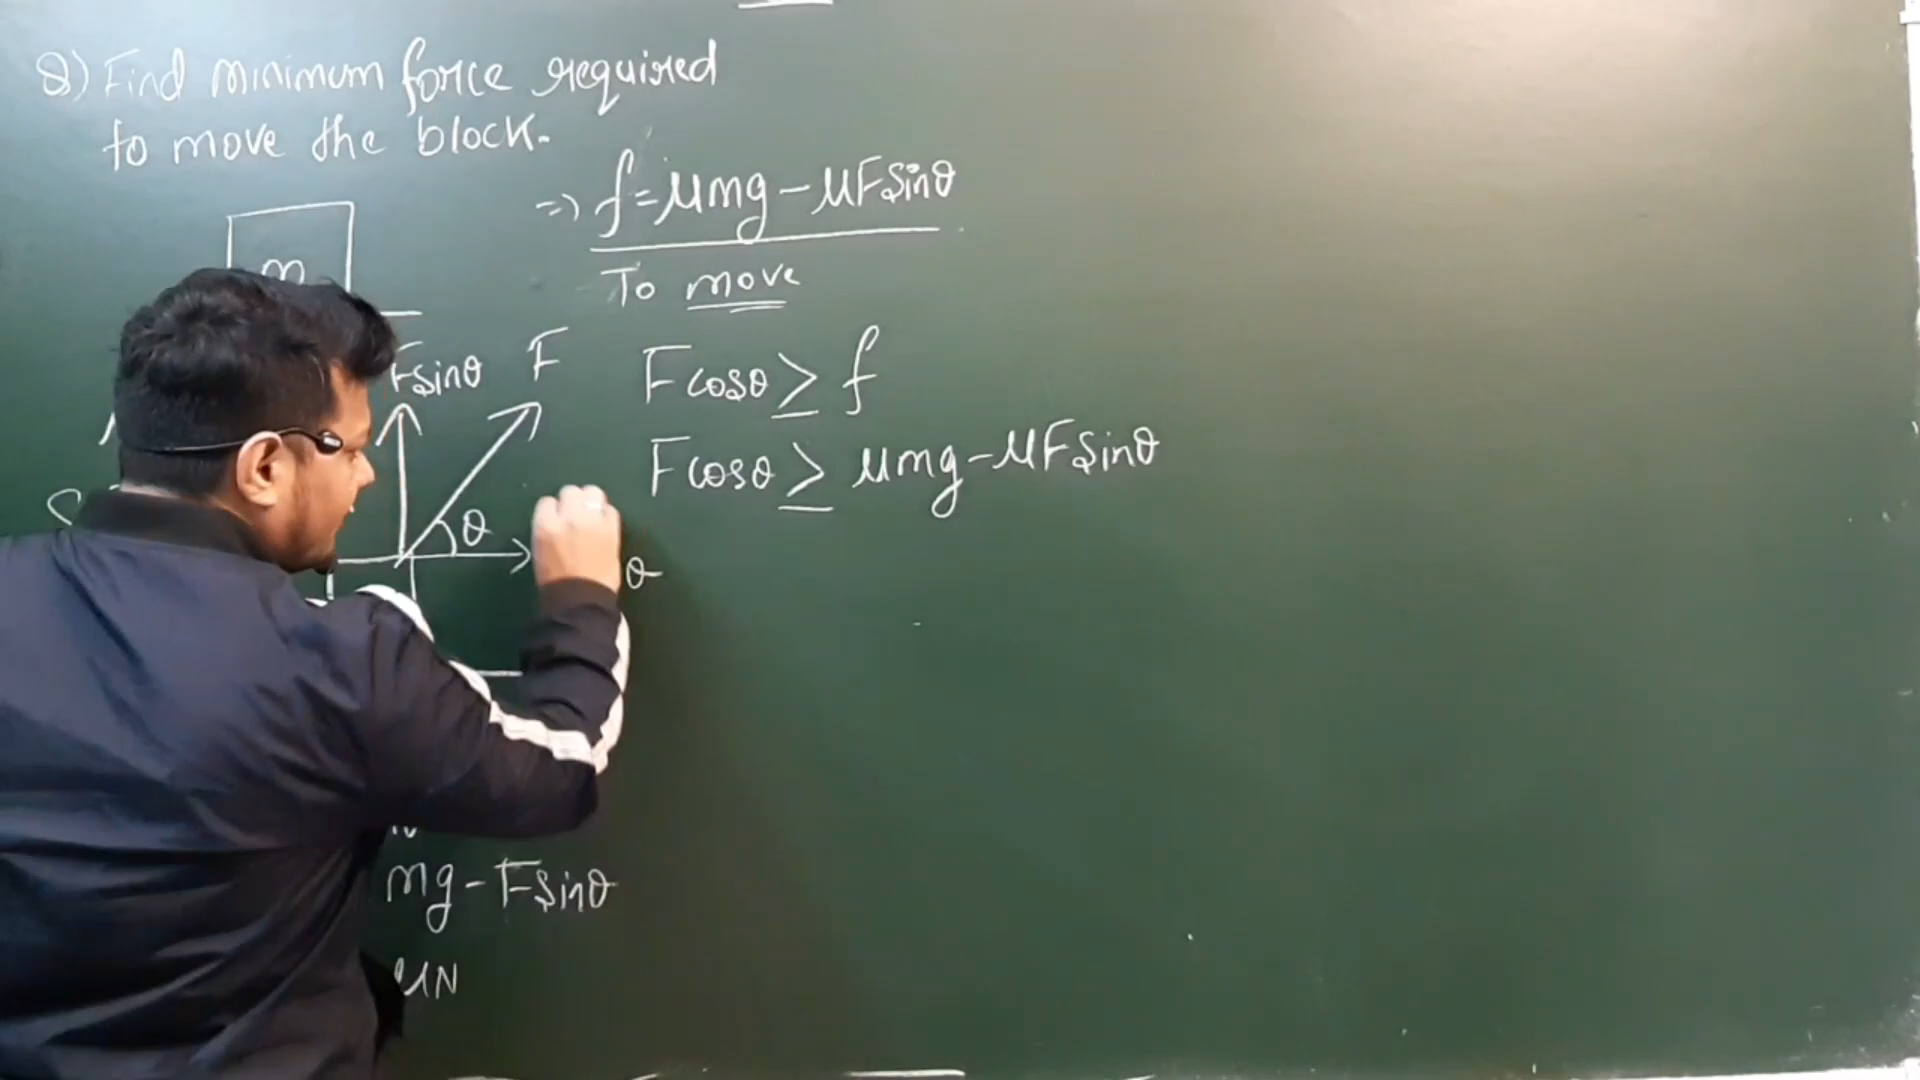 Q) Find minimum force required
to move the block.
m
=> f = μmg - μFsinθ
To move
Fsinθ F
θ
Fcosθ ≥ f
Fcosθ ≥ μmg - μFsinθ
θ
mg - Fsinθ
μN